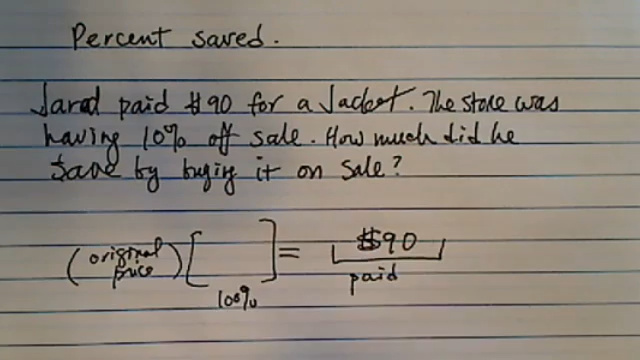 Percent saved.
Jarad paid $90 for a Jacket. The store was
having 10% off sale. How much did he
save by buying it on sale?
(original price) [ ] = $90
100% paid